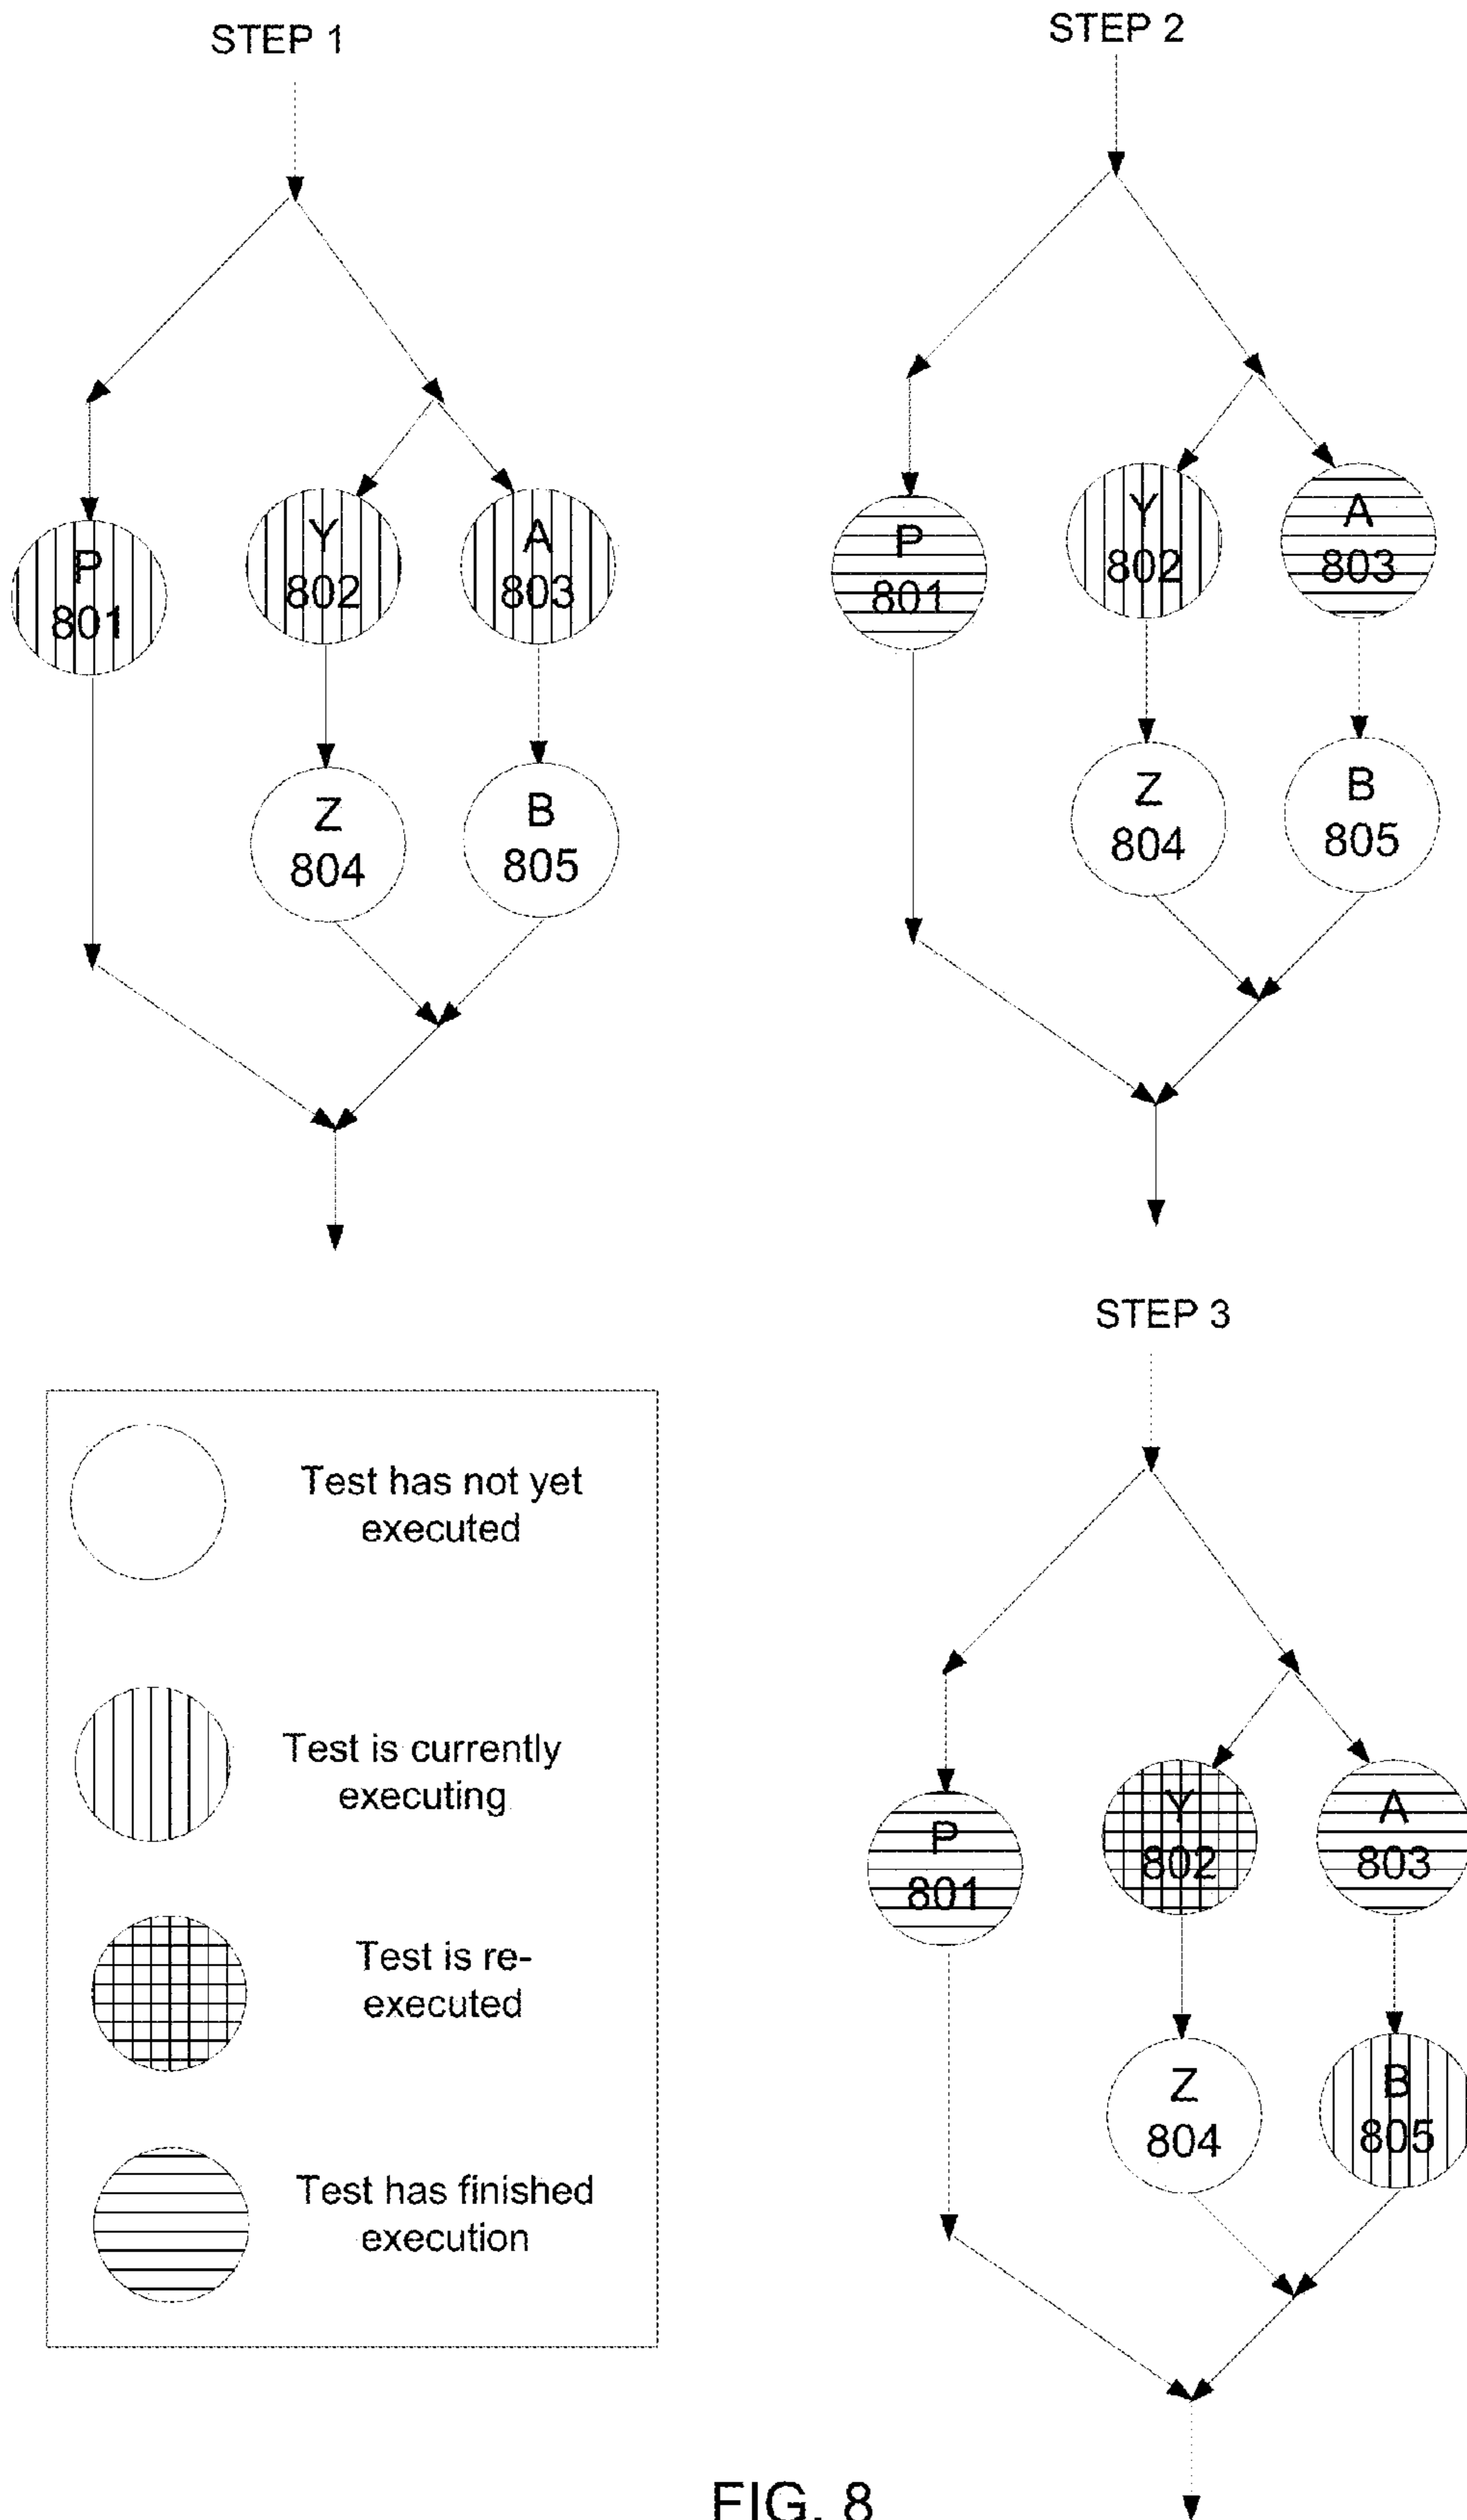 STEP 1
P
801
Y
802
A
803
Z
804
B
805
STEP 2
P
801
Y
802
A
803
Z
804
B
805
Test has not yet
executed
Test is currently
executing
Test is re-
executed
Test has finished
execution
STEP 3
P
801
Y
802
A
803
Z
804
B
805
FIG. 8